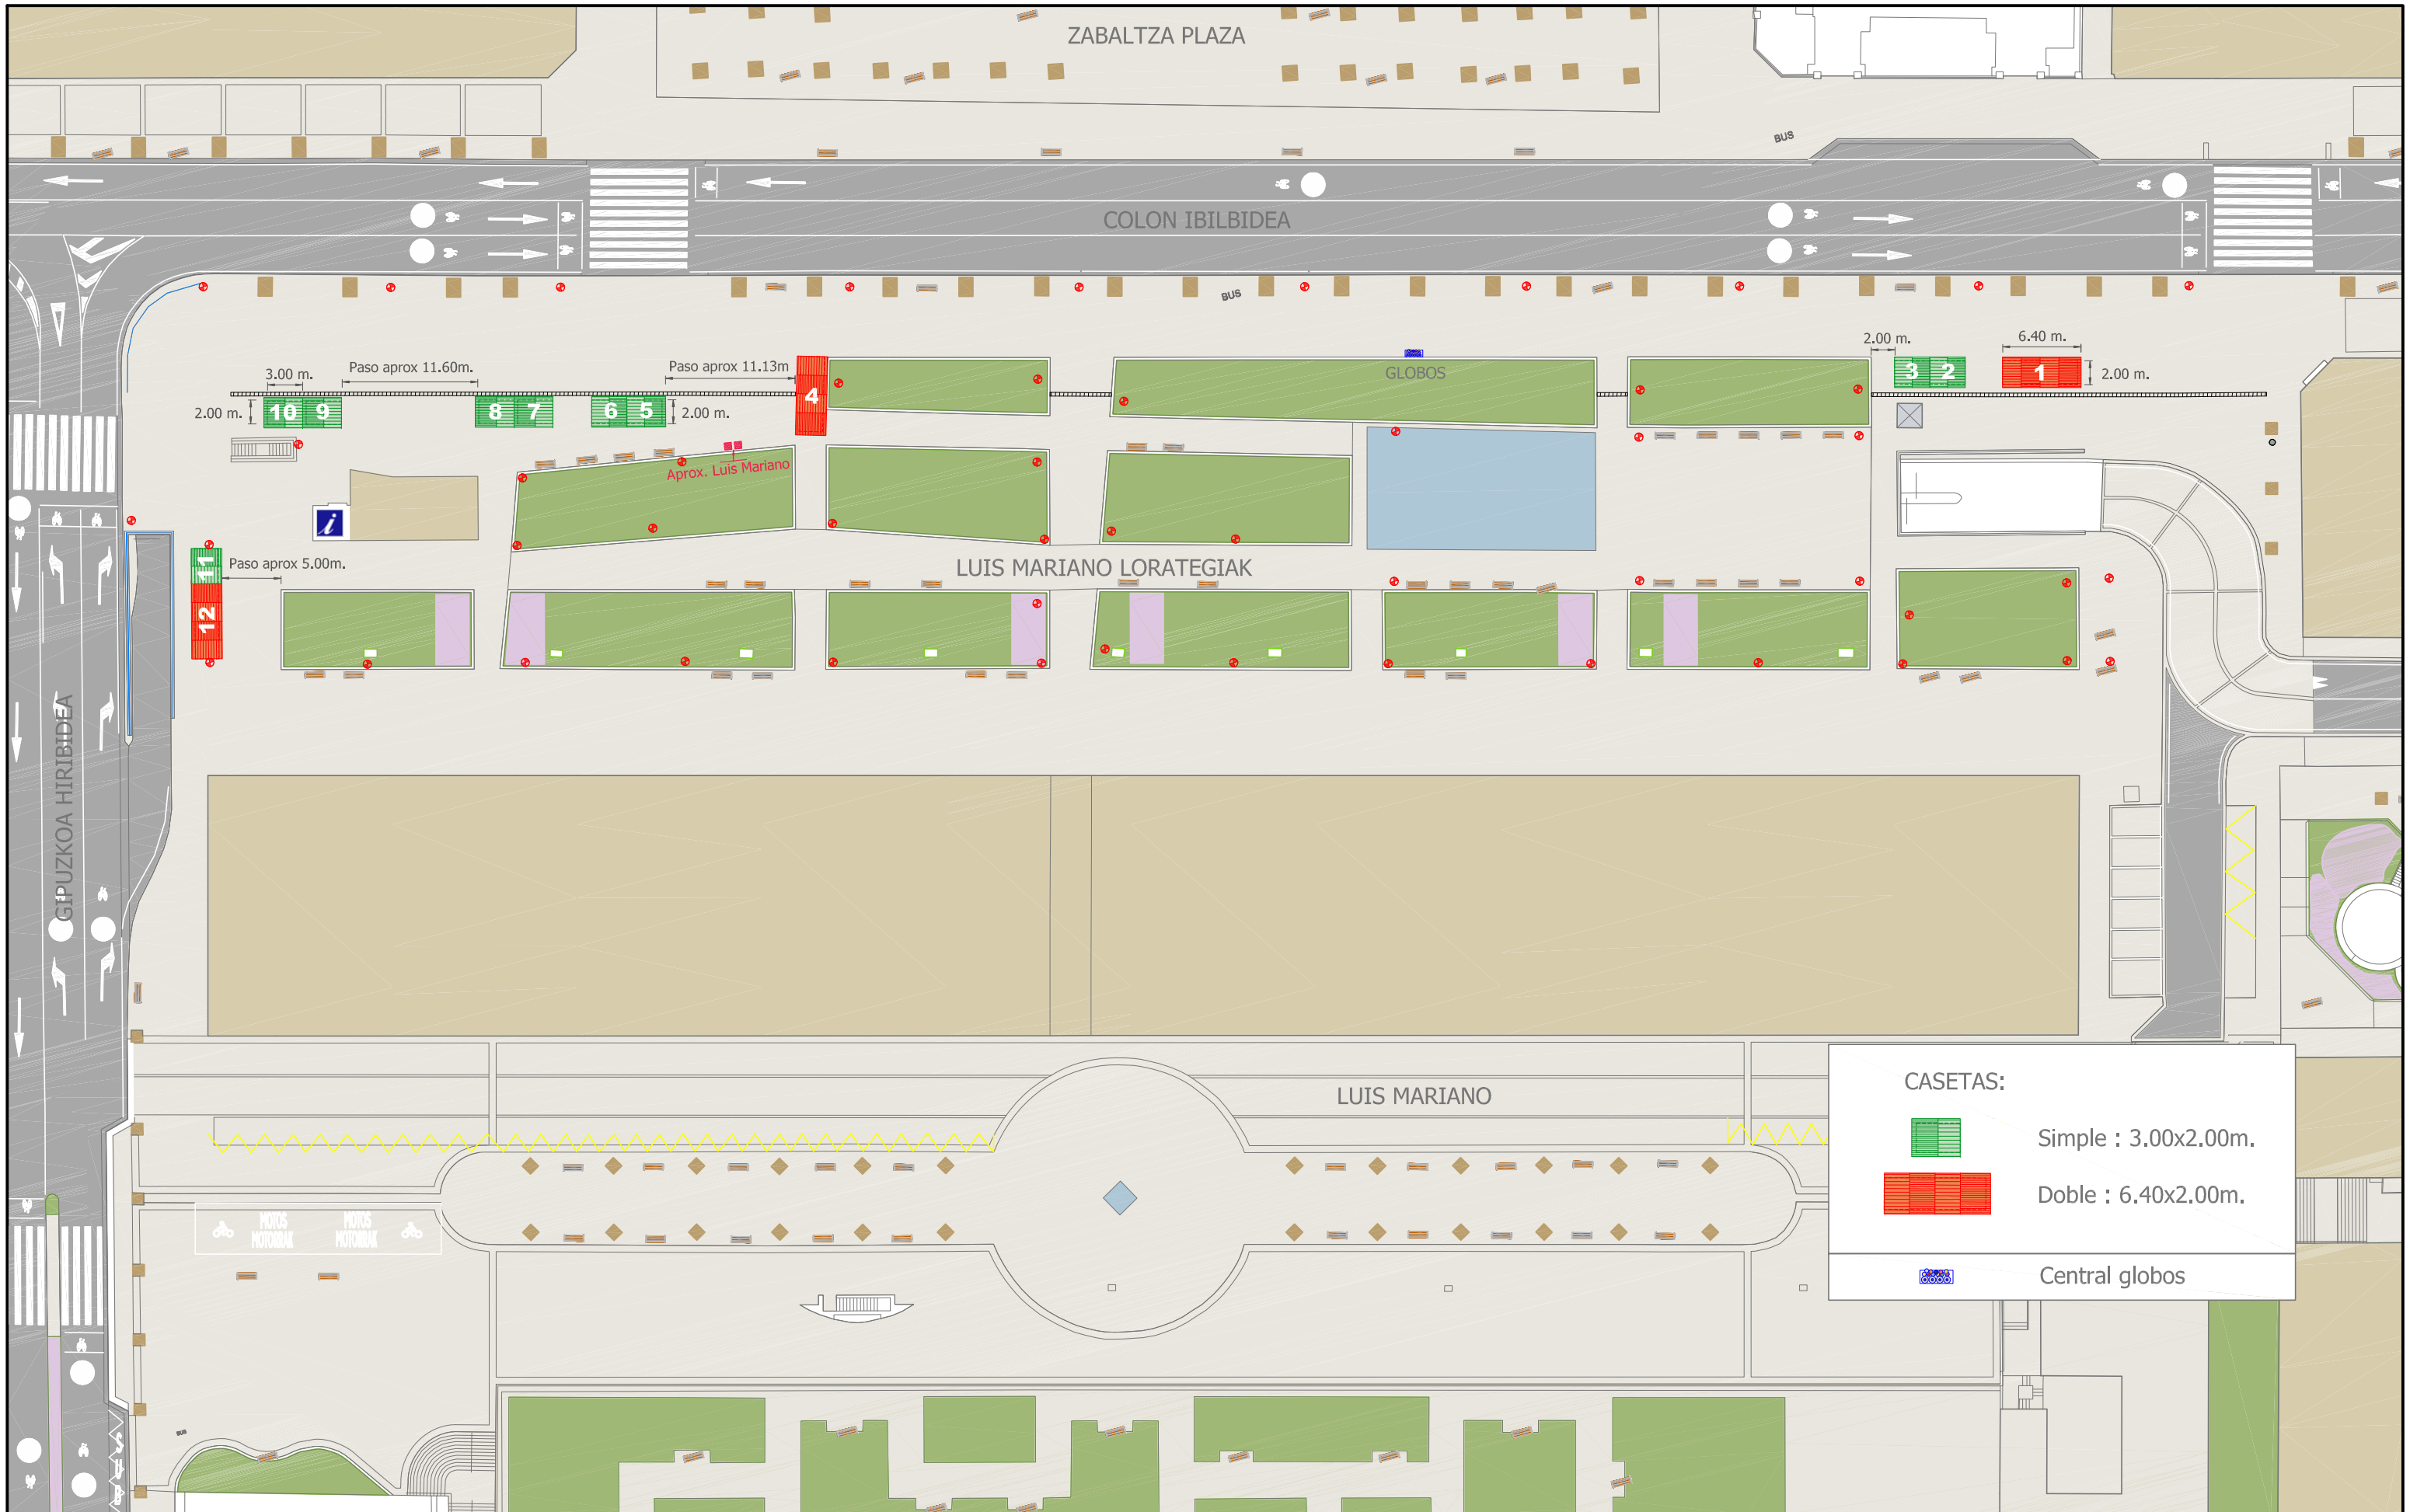 ZABALTZA PLAZA
BUS
COLON IBILBIDEA
BUS
2.00 m.
6.40 m.
Paso aprox 11.60m.
Paso aprox 11.13m
3.00 m.
GLOBOS
3 2
1
2.00 m.
4
2.00 m.
10 9
8 7
6 5
2.00 m.
Aprox. Luis Mariano
i
11
Paso aprox 5.00m.
LUIS MARIANO LORATEGIAK
12
GIPUZKOA HIRIBIDEA
LUIS MARIANO
CASETAS:
Simple : 3.00x2.00m.
Doble : 6.40x2.00m.
Central globos
MOTOS
MOTORRAK
MOTOS
MOTORRAK
BUS
BUS